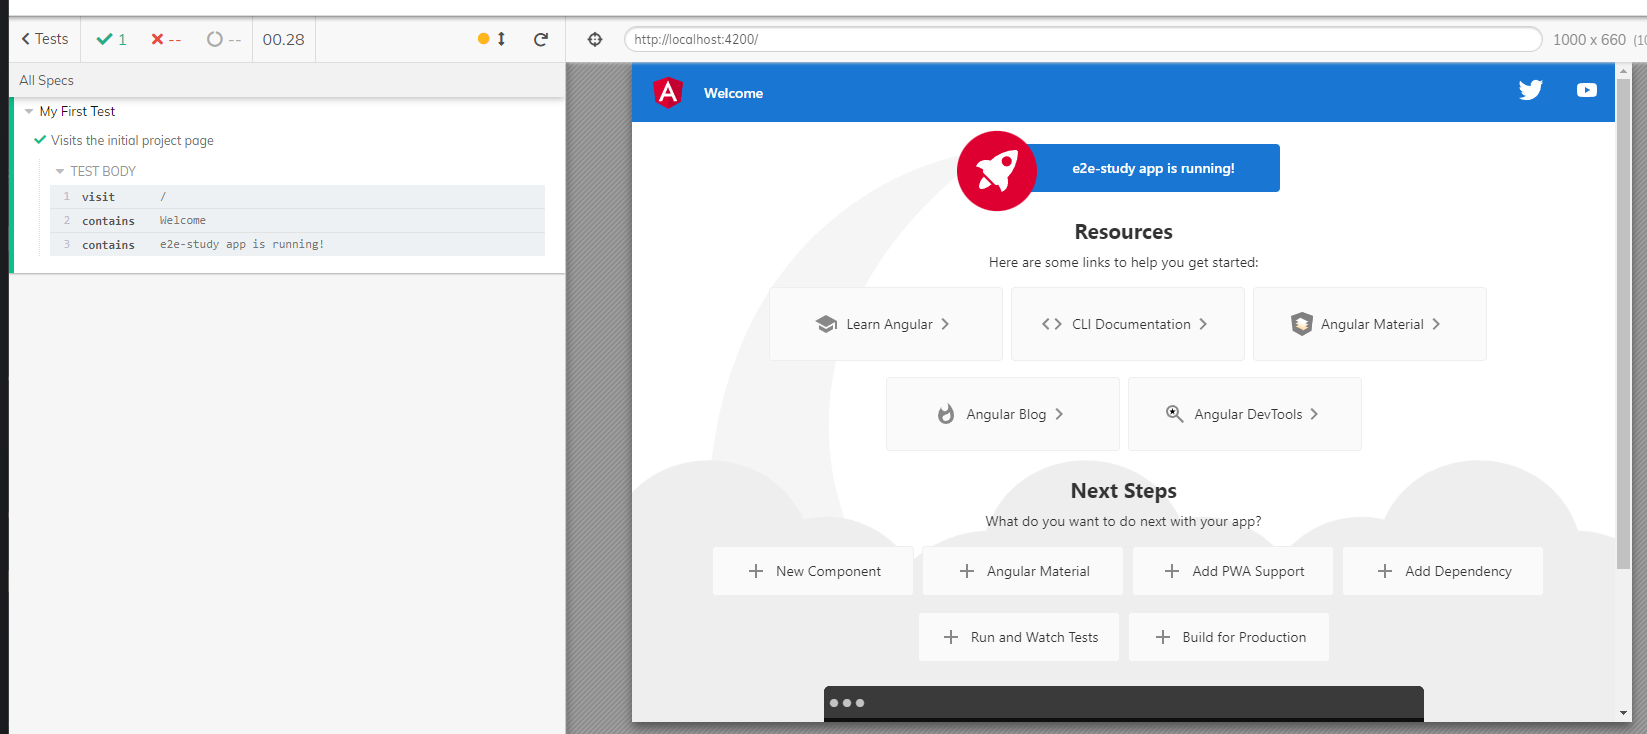 Tests 1 -- -- 00.28 http://localhost:4200/ 1000 x 660
All Specs
My First Test
Visits the initial project page
TEST BODY
1 visit /
2 contains Welcome
3 contains e2e-study app is running!
Welcome
e2e-study app is running!
Resources
Here are some links to help you get started:
Learn Angular
CLI Documentation
Angular Material
Angular Blog
Angular DevTools
Next Steps
What do you want to do next with your app?
New Component
Angular Material
Add PWA Support
Add Dependency
Run and Watch Tests
Build for Production